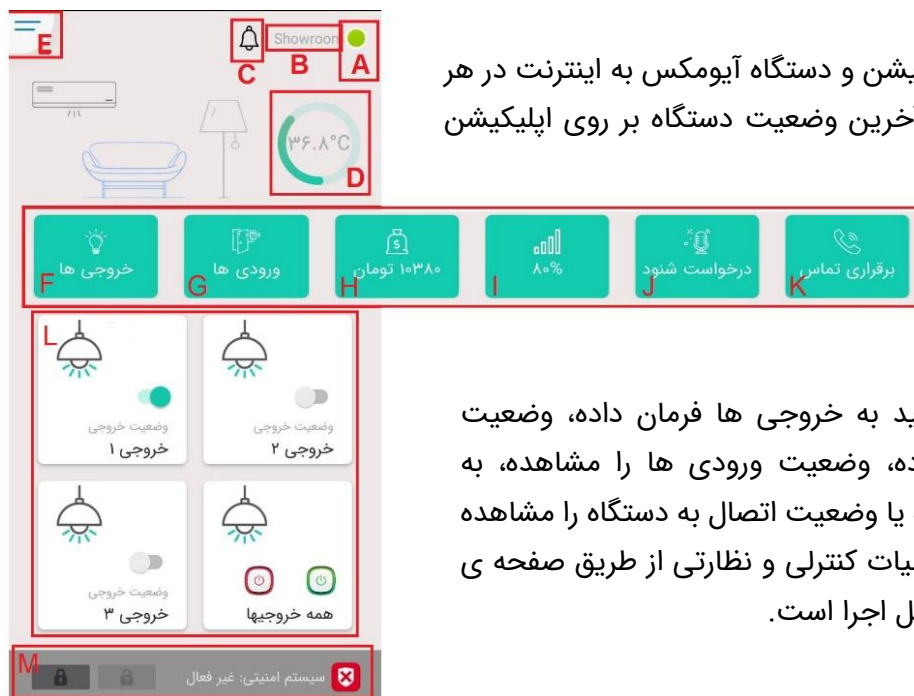 E
C
Showroom
B
A
یشن و دستگاه آیومکس به اینترنت در هر
آخرین وضعیت دستگاه بر روی اپلیکیشن
۳۶.۸°C
D
خروجی ها
F
ورودی ها
G
۱۰۳۸۰ تومان
H
۸۰%
I
درخواست شنود
J
برقراری تماس
K
L
وضعیت خروجی
خروجی ۱
وضعیت خروجی
خروجی ۲
وضعیت خروجی
خروجی ۳
همه خروجیها
ید به خروجی ها فرمان داده، وضعیت
ده، وضعیت ورودی ها را مشاهده، به
یا وضعیت اتصال به دستگاه را مشاهده
یات کنترلی و نظارتی از طریق صفحه ی
ل اجرا است.
M
سیستم امنیتی: غیر فعال